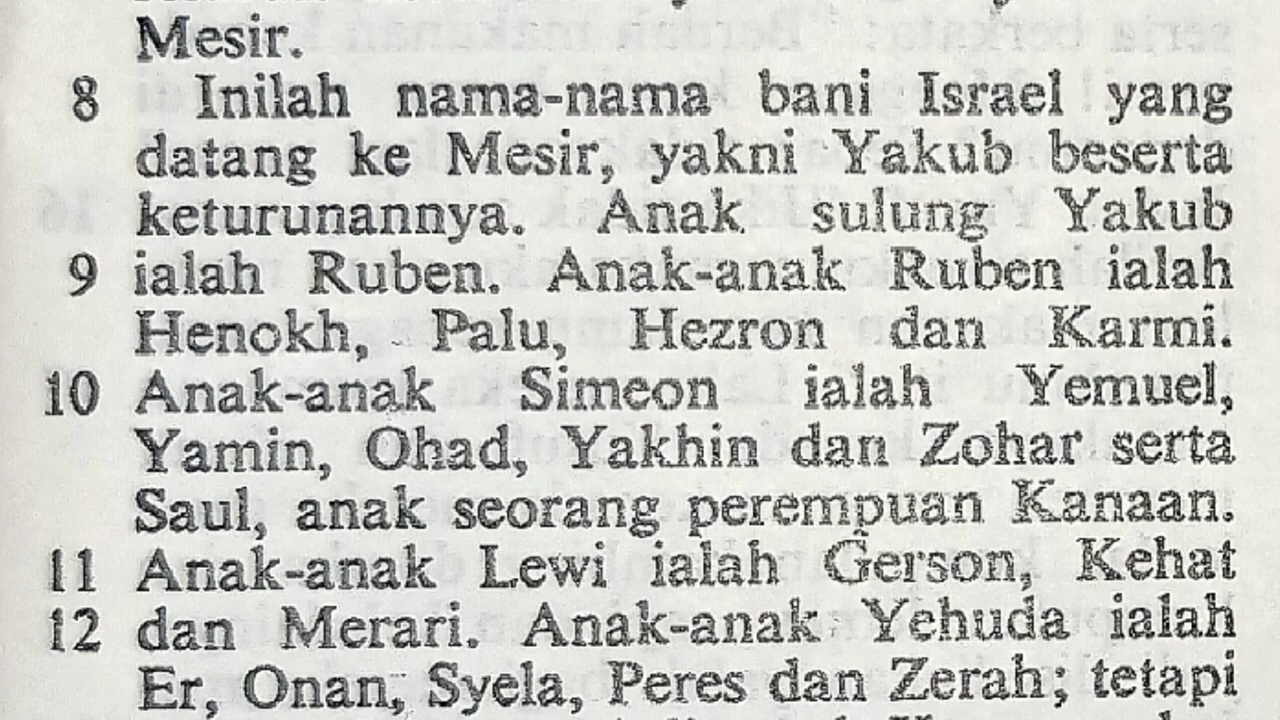 Mesir.
8 Inilah nama-nama bani Israel yang
datang ke Mesir, yakni Yakub beserta
keturunannya. Anak sulung Yakub
9 ialah Ruben. Anak-anak Ruben ialah
Henokh, Palu, Hezron dan Karmi.
10 Anak-anak Simeon ialah Yemuel,
Yamin, Ohad, Yakhin dan Zohar serta
Saul, anak seorang perempuan Kanaan.
11 Anak-anak Lewi ialah Gerson, Kehat
12 dan Merari. Anak-anak Yehuda ialah
Er, Onan, Syela, Peres dan Zerah; tetapi